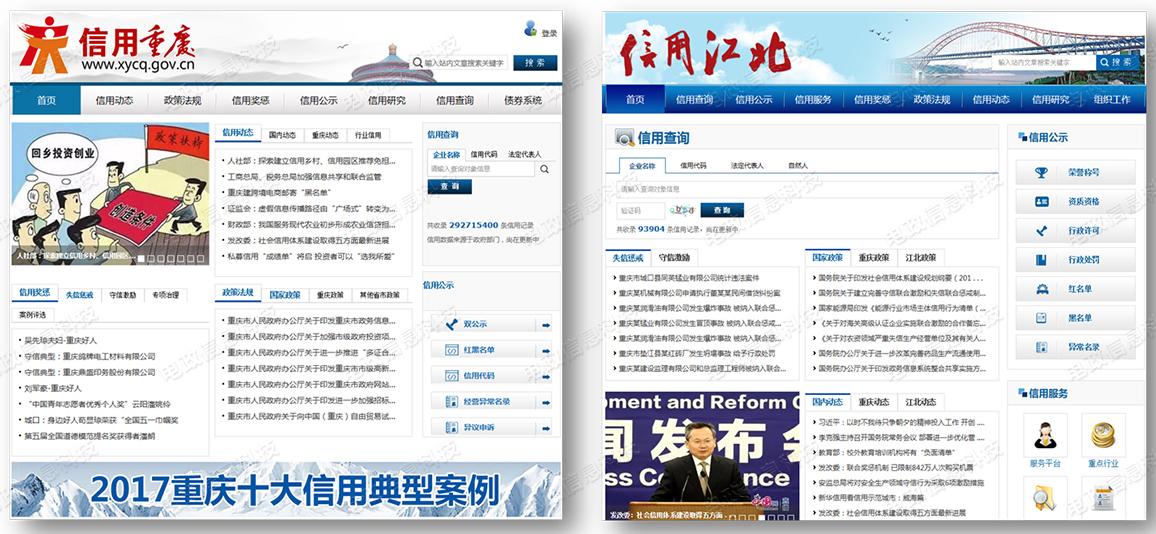 信用重庆
www.xycq.gov.cn
登录
输入站内文章搜索关键字
搜 索
首页 信用动态 政策法规 信用奖惩 信用公示 信用研究 信用查询 债券系统
政策扶持
回乡投资创业
创造条件
人社部：探索建立信用乡村、信用园区...
信用动态 国内动态 重庆动态 行业信用
人社部：探索建立信用乡村、信用园区推荐免担...
工商总局、税务总局加强信息共享和联合监管
重庆建跨境电商邮寄“黑名单”
证监会：虚假信息传播路径由“广场式”转变为...
财政部：我国服务现代农业初步形成农业信贷担...
发改委：社会信用体系建设取得五方面最新进展
私募信用“成绩单”将启 投资者可以“选我所爱”
信用查询
企业名称 信用代码 法定代表人
请输入查询对象信息
查 询
共收录 292715400 条信用记录
信用数据来源于政府部门，尚在更新中
信用奖惩 失信惩戒 守信激励 专项治理
案例评选
吴先琸夫妇-重庆好人
守信典型：重庆鸽牌电工材料有限公司
守信典型：重庆鼎盛印务股份有限公司
刘军豪-重庆好人
“中国青年志愿者优秀个人奖”云阳潘姚伶
城口：身边好人荀显琼荣获“全国五一巾帼奖
第五届全国道德模范提名奖获得者潘鹤
政策法规 国家政策 重庆政策 其他省市政策
重庆市人民政府办公厅关于印发重庆市政务信息...
重庆市人民政府办公厅关于加强市级政府投资项...
重庆市人民政府办公厅关于进一步推进“多证合...
重庆市人民政府办公厅关于印发重庆市市级高新...
重庆市人民政府办公厅关于印发重庆市政府网站...
重庆市人民政府办公厅关于印发进一步加强招标...
重庆市人民政府关于向中国（重庆）自由贸易试...
信用公示
双公示
红黑名单
信用代码
经营异常名录
异议申诉
2017重庆十大信用典型案例
信用江北
输入站内文章搜索关键字
搜 索
首页 信用查询 信用公示 信用服务 信用奖惩 政策法规 信用动态 信用研究 组织工作
信用查询
企业名称 信用代码 法定代表人 自然人
请输入查询对象信息
验证码
查 询
共收录 93904 条信用记录，尚在更新中
失信惩戒 守信激励
重庆市城口县同英锰业有限公司统计违法案件
重庆某机械有限公司申请执行董某某民间借贷纠纷案
重庆某润滑油有限公司发生爆炸事故 被纳入联合惩...
重庆某锰业有限公司发生冒顶事故 被纳入联合惩戒...
重庆某润滑油有限公司发生爆炸事故 被纳入联合惩...
重庆市垫江县某红砖厂发生坍塌事故 给予行政处罚
重庆某建设监理有限公司和总监理工程师被纳入联...
国家政策 重庆政策 江北政策
国务院关于印发社会信用体系建设规划纲要（201...
国务院关于建立完善守信联合激励和失信联合惩戒制...
国家能源局印发《能源行业市场主体信用行为清单（...
《关于对海关高级认证企业实施联合激励的合作备忘...
《关于对农资领域严重失信生产经营单位及其有关人...
国务院办公厅关于进一步改革完善药品生产流通使用...
国务院办公厅关于印发政务信息系统整合共享实施方...
pment and Reform C
闻发布会
s Conference
发改委：社会信用体系建设取得五方面...
国内动态 重庆动态 江北动态
习近平：以时不我待只争朝夕的精神投入工作 开创 ...
李克强主持召开国务院常务会议 部署进一步优化营 ...
教育部：校外教育培训机构将有“负面清单”
发改委：联合奖惩机制 已限制842万人次购买机票
安监总局将对安全生产领域守信行为采取6项激励措施
新华信用看信用示范城市：威海篇
发改委：社会信用体系建设取得五方面最新进展
信用公示
荣誉称号
资质资格
行政许可
行政处罚
红名单
黑名单
异常名录
信用服务
服务平台 重点行业